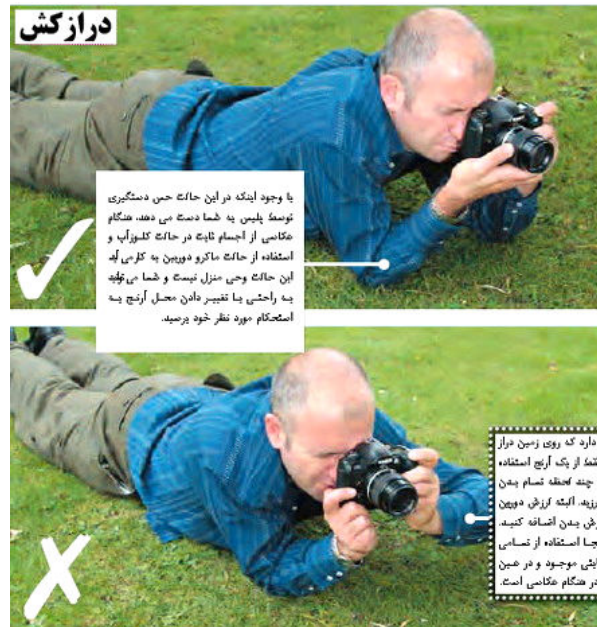 درازکش
با وجود اینکه در این حالت حس دستگیری
توسط پلیس به شما دست می دهد، هنگام
عکاسی از اجسام ثابت در حالت کلوزآپ و
استفاده از حالت ماکرو دوربین به کار می آید
این حالت وحی منزل نیست و شما می توانید
به راحتی با تغییر دادن محل آرنج به
استحکام مورد نظر خود برسید.
دارد که روی زمین دراز
فقط از یک آرنج استفاده
چند لحظه تمام بدن
رزید. البته لرزش دوربین
زش بدن اضافه کنید.
جا استفاده از تمامی
ایی موجود و در عین
در هنگام عکاسی است.